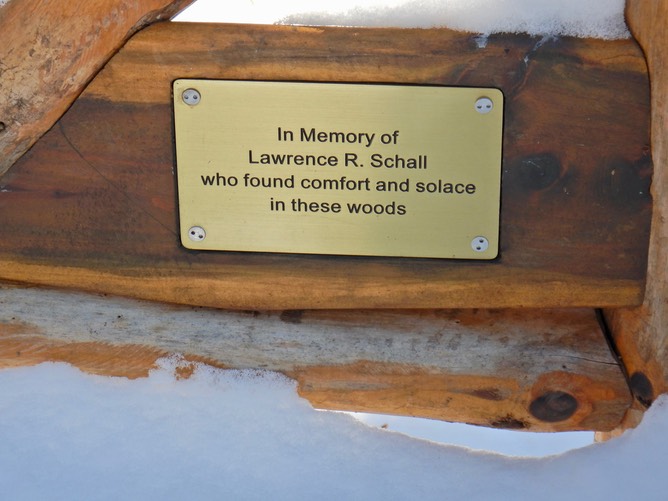 In Memory of
Lawrence R. Schall
who found comfort and solace
in these woods